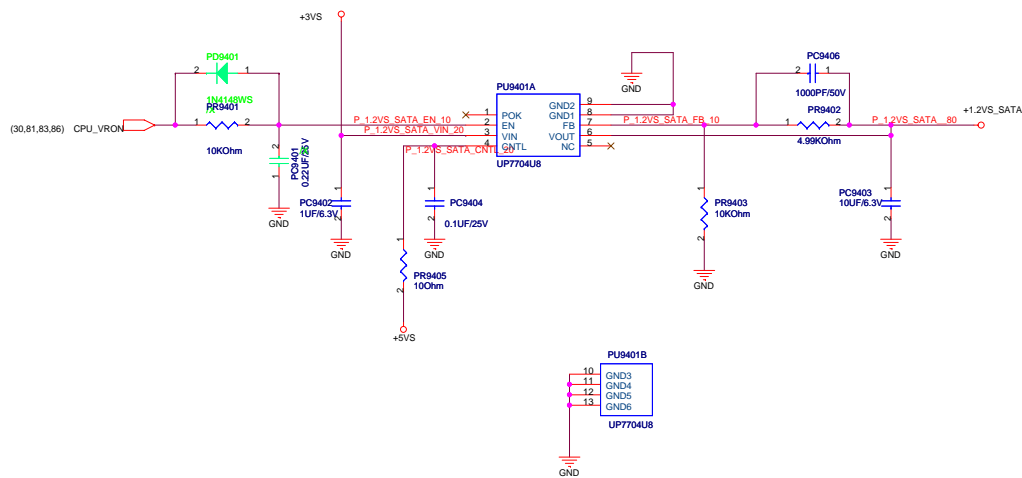 +3VS
PC9406
2 1
1000PF/50V
PD9401
2 1
1N4148WS
PR9401
1 2
10KOhm
(30,81,83,86) CPU_VRON
P_1.2VS_SATA_EN_10
P_1.2VS_SATA_VIN_20
P_1.2VS_SATA_CNTL_20
PU9401A
1 POK
2 EN
3 VIN
4 CNTL
GND2 9
GND1 8
FB 7
VOUT 6
NC 5
UP7704U8
GND
P_1.2VS_SATA_FB_10
PR9402
1 2
4.99KOhm
P_1.2VS_SATA__80
+1.2VS_SATA
2
PC9401
0.22UF/25V
1
GND
1
PC9402
1UF/6.3V
2
GND
1
PC9404
2
0.1UF/25V
GND
1
PR9403
10KOhm
2
GND
1
PC9403
10UF/6.3V
2
GND
1
PR9405
10Ohm
2
+5VS
PU9401B
10 GND3
11 GND4
12 GND5
13 GND6
UP7704U8
GND